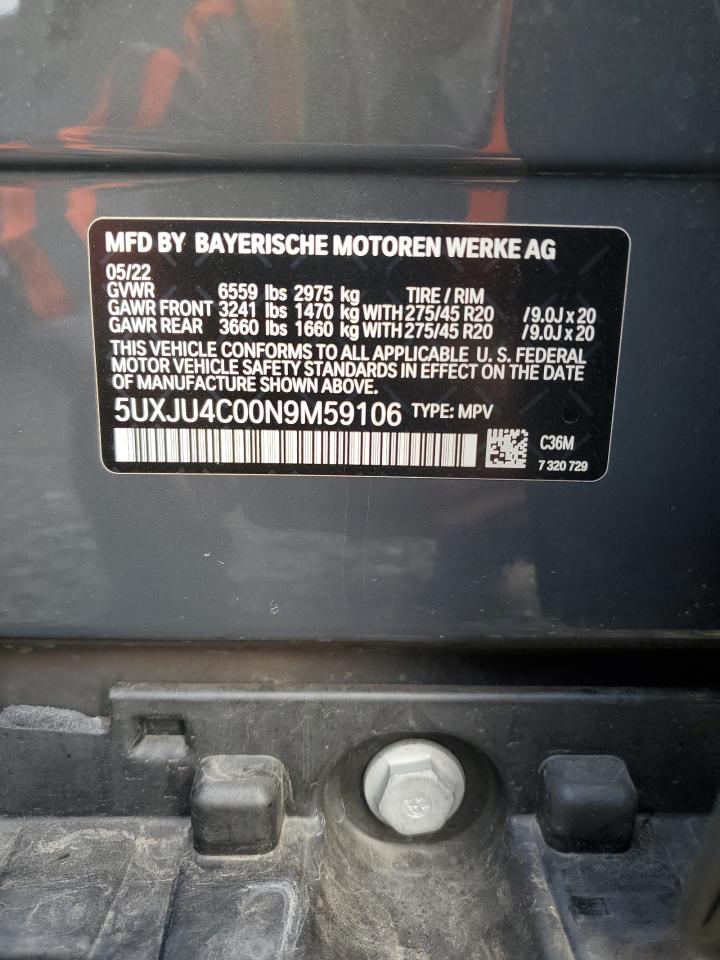 MFD BY BAYERISCHE MOTOREN WERKE AG
05/22
GVWR 6559 lbs 2975 kg TIRE / RIM
GAWR FRONT 3241 lbs 1470 kg WITH 275/45 R20 / 9.0J x 20
GAWR REAR 3660 lbs 1660 kg WITH 275/45 R20 / 9.0J x 20
THIS VEHICLE CONFORMS TO ALL APPLICABLE U. S. FEDERAL
MOTOR VEHICLE SAFETY STANDARDS IN EFFECT ON THE DATE
OF MANUFACTURE SHOWN ABOVE.
5UXJU4C00N9M59106 TYPE: MPV
C36M
7 320 729